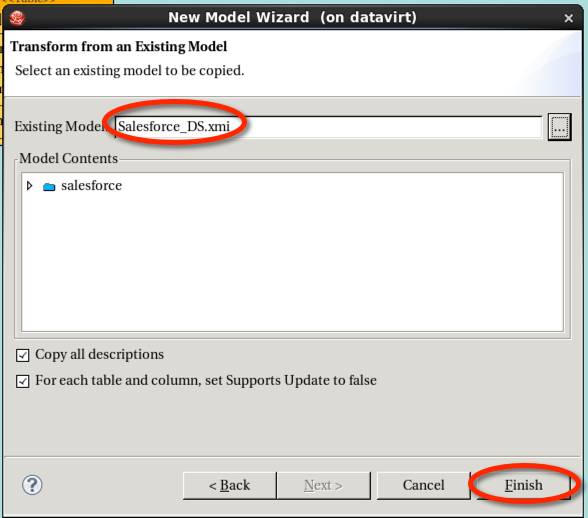 <<Table>>
New Model Wizard (on datavirt)
Transform from an Existing Model
Select an existing model to be copied.
Existing Model: Salesforce_DS.xmi ...
Model Contents
salesforce
Copy all descriptions
For each table and column, set Supports Update to false
? < Back Next > Cancel Finish